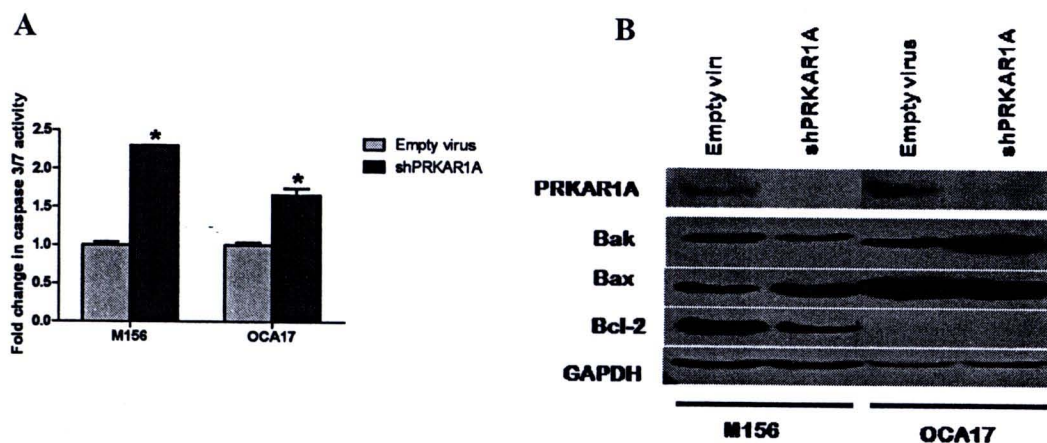 A
Fold change in caspase 3/7 activity
2.5
2.0
1.5
1.0
0.5
0.0
*
*
M156
OCA17
Empty virus
shPRKAR1A
B
Empty vin
shPRKAR1A
Empty virus
shPRKAR1A
PRKAR1A
Bak
Bax
Bcl-2
GAPDH
M156
OCA17